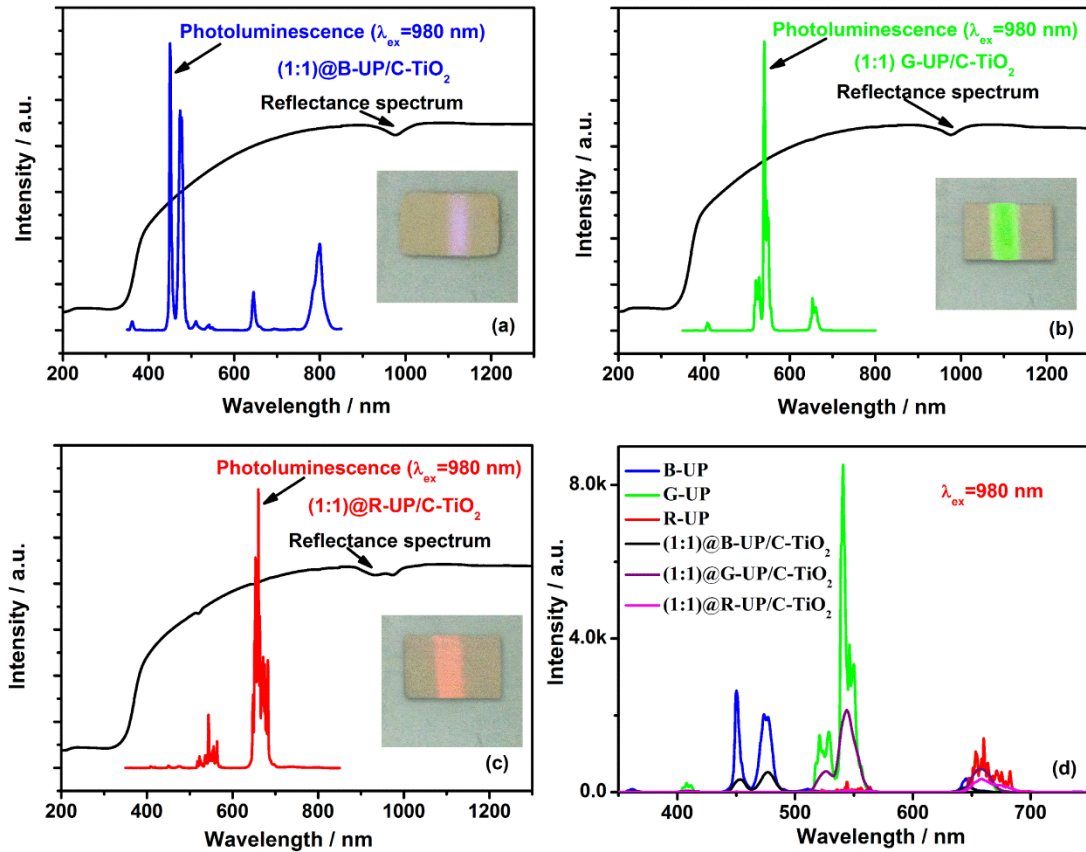 Photoluminescence (λex=980 nm)
(1:1)@B-UP/C-TiO2
Reflectance spectrum
Intensity / a.u.
(a)
200 400 600 800 1000 1200
Wavelength / nm
Photoluminescence (λex=980 nm)
(1:1) G-UP/C-TiO2
Reflectance spectrum
Intensity / a.u.
(b)
200 400 600 800 1000 1200
Wavelength / nm
Photoluminescence (λex=980 nm)
(1:1)@R-UP/C-TiO2
Reflectance spectrum
Intensity / a.u.
(c)
200 400 600 800 1000 1200
Wavelength / nm
B-UP
G-UP
R-UP
(1:1)@B-UP/C-TiO2
(1:1)@G-UP/C-TiO2
(1:1)@R-UP/C-TiO2
λex=980 nm
8.0k
4.0k
0.0
Intensity / a.u.
(d)
400 500 600 700
Wavelength / nm